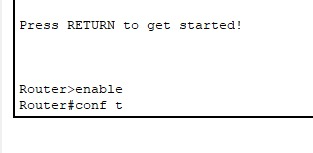 Press RETURN to get started!
Router>enable
Router#conf t